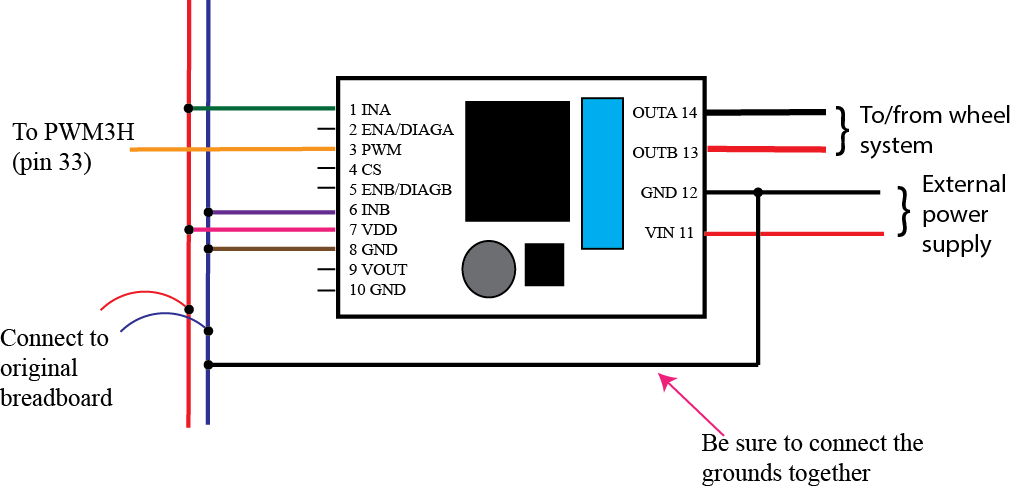 To PWM3H
(pin 33)
1 INA
2 ENA/DIAGA
3 PWM
4 CS
5 ENB/DIAGB
6 INB
7 VDD
8 GND
9 VOUT
10 GND
OUTA 14
OUTB 13
GND 12
VIN 11
To/from wheel
system
External
power
supply
Connect to
original
breadboard
Be sure to connect the
grounds together